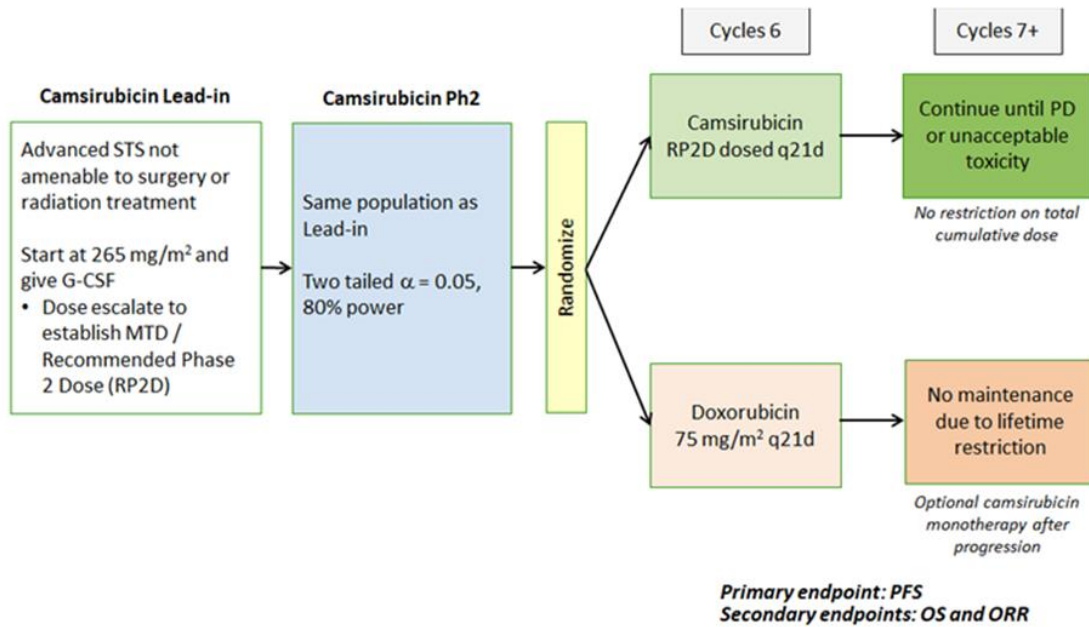 Cycles 6
Cycles 7+
Camsirubicin Lead-in
Advanced STS not
amenable to surgery or
radiation treatment
Start at 265 mg/m² and
give G-CSF
• Dose escalate to
establish MTD /
Recommended Phase
2 Dose (RP2D)
Camsirubicin Ph2
Same population as
Lead-in
Two tailed α = 0.05,
80% power
Randomize
Camsirubicin
RP2D dosed q21d
Continue until PD
or unacceptable
toxicity
No restriction on total
cumulative dose
Doxorubicin
75 mg/m² q21d
No maintenance
due to lifetime
restriction
Optional camsirubicin
monotherapy after
progression
Primary endpoint: PFS
Secondary endpoints: OS and ORR